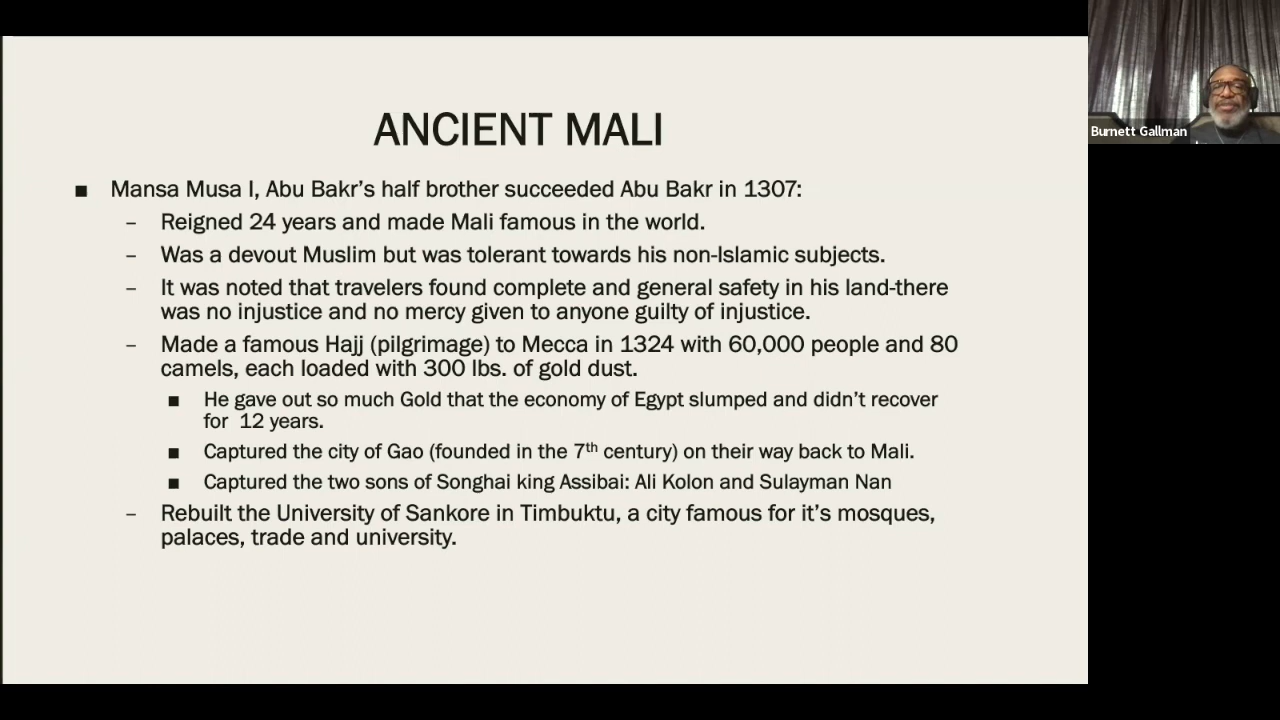 ANCIENT MALI
■ Mansa Musa I, Abu Bakr’s half brother succeeded Abu Bakr in 1307:
– Reigned 24 years and made Mali famous in the world.
– Was a devout Muslim but was tolerant towards his non-Islamic subjects.
– It was noted that travelers found complete and general safety in his land-there
was no injustice and no mercy given to anyone guilty of injustice.
– Made a famous Hajj (pilgrimage) to Mecca in 1324 with 60,000 people and 80
camels, each loaded with 300 lbs. of gold dust.
■ He gave out so much Gold that the economy of Egypt slumped and didn’t recover
for  12 years.
■ Captured the city of Gao (founded in the 7th century) on their way back to Mali.
■ Captured the two sons of Songhai king Assibai: Ali Kolon and Sulayman Nan
– Rebuilt the University of Sankore in Timbuktu, a city famous for it’s mosques,
palaces, trade and university.
Burnett Gallman